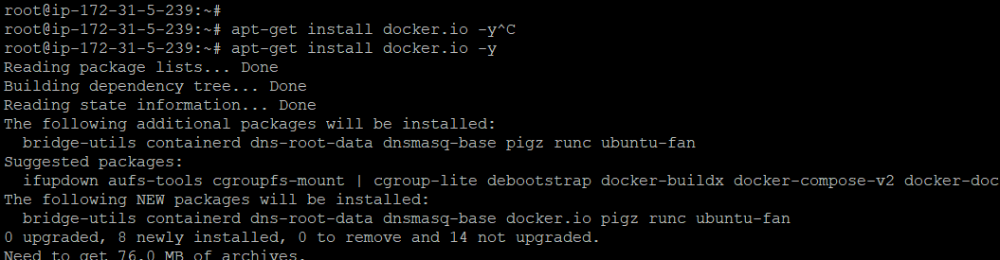 root@ip-172-31-5-239:~#
root@ip-172-31-5-239:~# apt-get install docker.io -y^C
root@ip-172-31-5-239:~# apt-get install docker.io -y
Reading package lists... Done
Building dependency tree... Done
Reading state information... Done
The following additional packages will be installed:
  bridge-utils containerd dns-root-data dnsmasq-base pigz runc ubuntu-fan
Suggested packages:
  ifupdown aufs-tools cgroupfs-mount | cgroup-lite debootstrap docker-buildx docker-compose-v2 docker-doc
The following NEW packages will be installed:
  bridge-utils containerd dns-root-data dnsmasq-base docker.io pigz runc ubuntu-fan
0 upgraded, 8 newly installed, 0 to remove and 14 not upgraded.
Need to get 76.0 MB of archives.